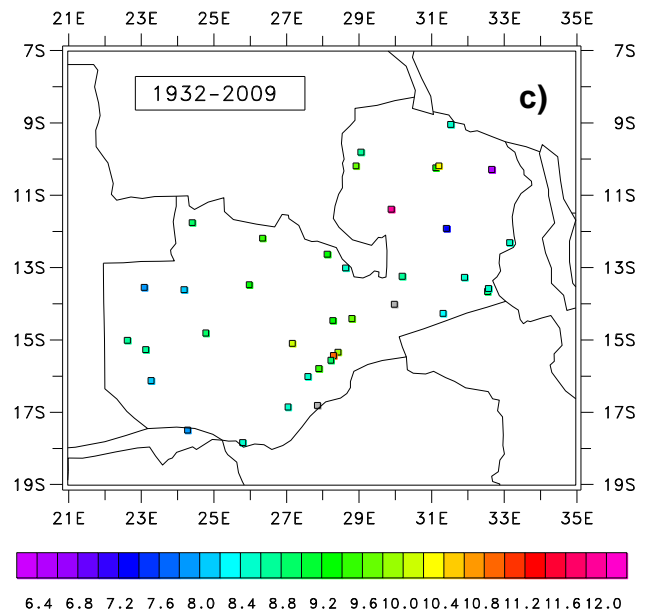 21E 23E 25E 27E 29E 31E 33E 35E
7S 7S
1932-2009 c)
9S 9S
11S 11S
13S 13S
15S 15S
17S 17S
19S 19S
21E 23E 25E 27E 29E 31E 33E 35E
6.4 6.8 7.2 7.6 8.0 8.4 8.8 9.2 9.6 10.0 10.4 10.8 11.2 11.6 12.0